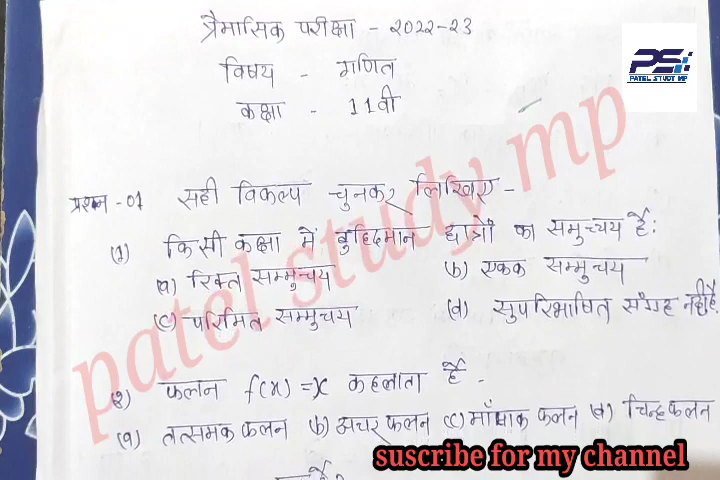 त्रैमासिक परीक्षा - 2022-23
PS
PATEL STUDY MP
विषय - गणित
कक्षा - 11वी
patel study mp
प्रश्न -01 सही विकल्प चुनकर लिखिए -
(1) किसी कक्षा में बुद्दिमान छात्रों का समुच्यय है:
(a) रिक्त सम्मुचय (b) एकक सम्मुचय
(c) परिमित सम्मुचय (d) सुपरिभाषित संग्रह नहीं है.
2) फलन f(x) =x कहलाता है -
(a) तत्समक फलन (b) अचर फलन (c) मापांक फलन (d) चिन्ह फलन
suscribe for my channel